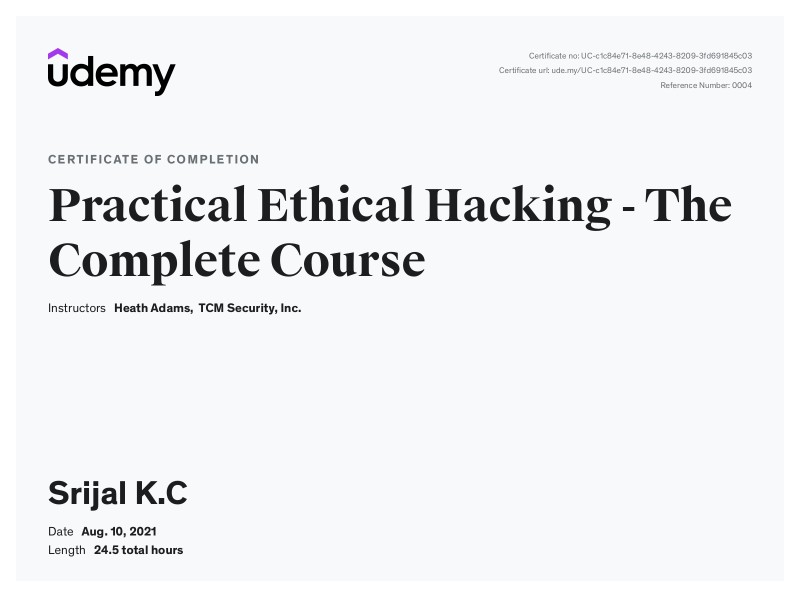 udemy
Certificate no: UC-c1c84e71-8e48-4243-8209-3fd691845c03
Certificate url: ude.my/UC-c1c84e71-8e48-4243-8209-3fd691845c03
Reference Number: 0004
CERTIFICATE OF COMPLETION
Practical Ethical Hacking - The
Complete Course
Instructors Heath Adams, TCM Security, Inc.
Srijal K.C
Date Aug. 10, 2021
Length 24.5 total hours